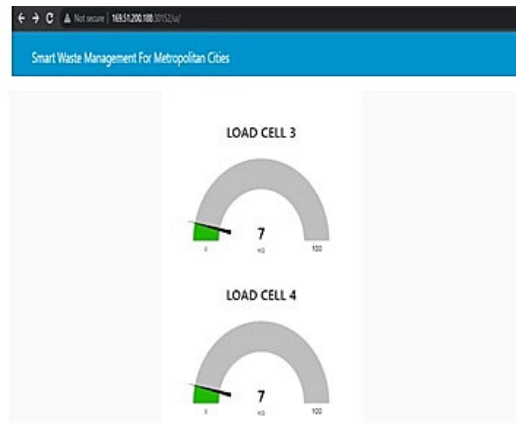 Not secure | 169.51.200.188:30152/ui/
Smart Waste Management For Metropolitan Cities
LOAD CELL 3
7
KG
0 100
LOAD CELL 4
7
KG
0 100